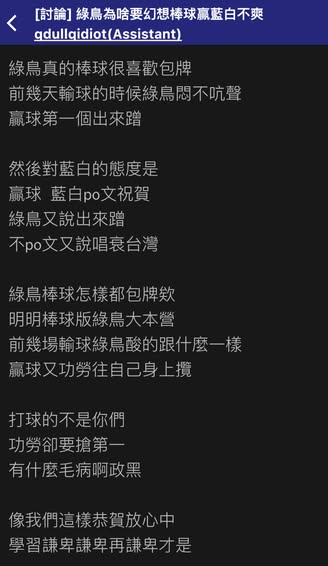 [討論] 綠鳥為啥要幻想棒球贏藍白不爽
qdullqidiot(Assistant)
綠鳥真的棒球很喜歡包牌
前幾天輸球的時候綠鳥悶不吭聲
贏球第一個出來蹭
然後對藍白的態度是
贏球 藍白po文祝賀
綠鳥又說出來蹭
不po文又說唱衰台灣
綠鳥棒球怎樣都包牌欸
明明棒球版綠鳥大本營
前幾場輸球綠鳥酸的跟什麼一樣
贏球又功勞往自己身上攬
打球的不是你們
功勞卻要搶第一
有什麼毛病啊政黑
像我們這樣恭賀放心中
學習謙卑謙卑再謙卑才是